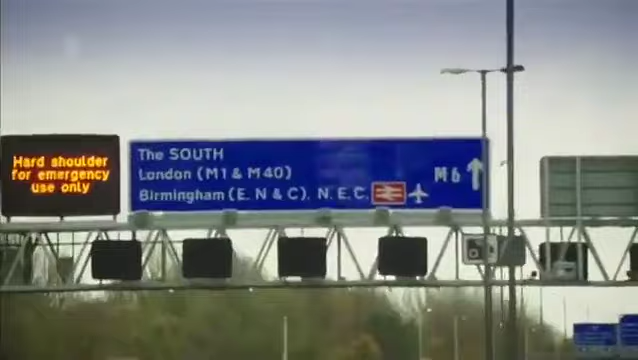 Hard shoulder
for emergency
use only
The SOUTH
London (M1 & M40)
Birmingham (E, N & C), N.E.C.
M6